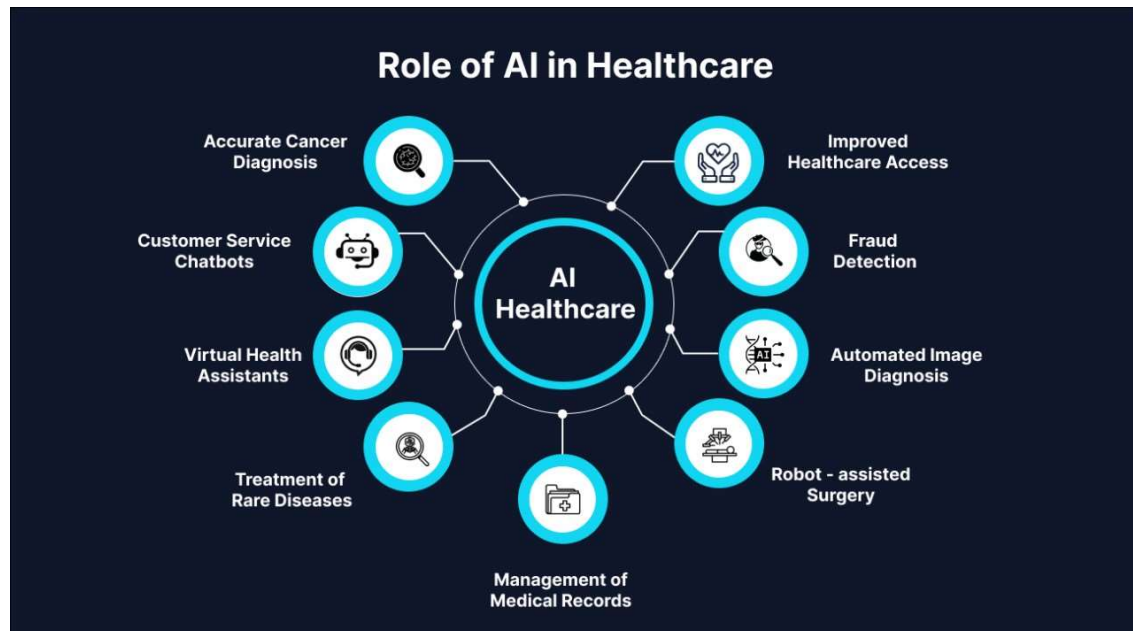 Role of AI in Healthcare
Accurate Cancer
Diagnosis
Improved
Healthcare Access
Customer Service
Chatbots
Fraud
Detection
AI
Healthcare
Virtual Health
Assistants
AI
Automated Image
Diagnosis
Treatment of
Rare Diseases
Robot - assisted
Surgery
Management of
Medical Records